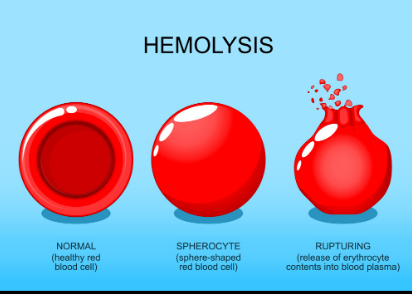 HEMOLYSIS
NORMAL
(healthy red
blood cell)
SPHEROCYTE
(sphere-shaped
red blood cell)
RUPTURING
(release of erythrocyte
contents into blood plasma)